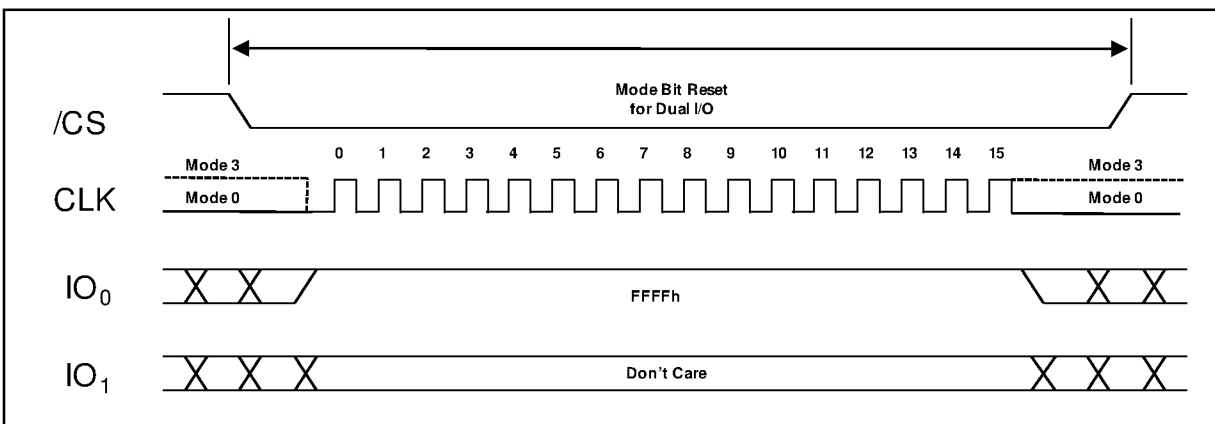 Mode Bit Reset
for Dual I/O
/CS
0 1 2 3 4 5 6 7 8 9 10 11 12 13 14 15
Mode 3 Mode 3
CLK Mode 0 Mode 0
IO0 FFFFh
IO1 Don't Care